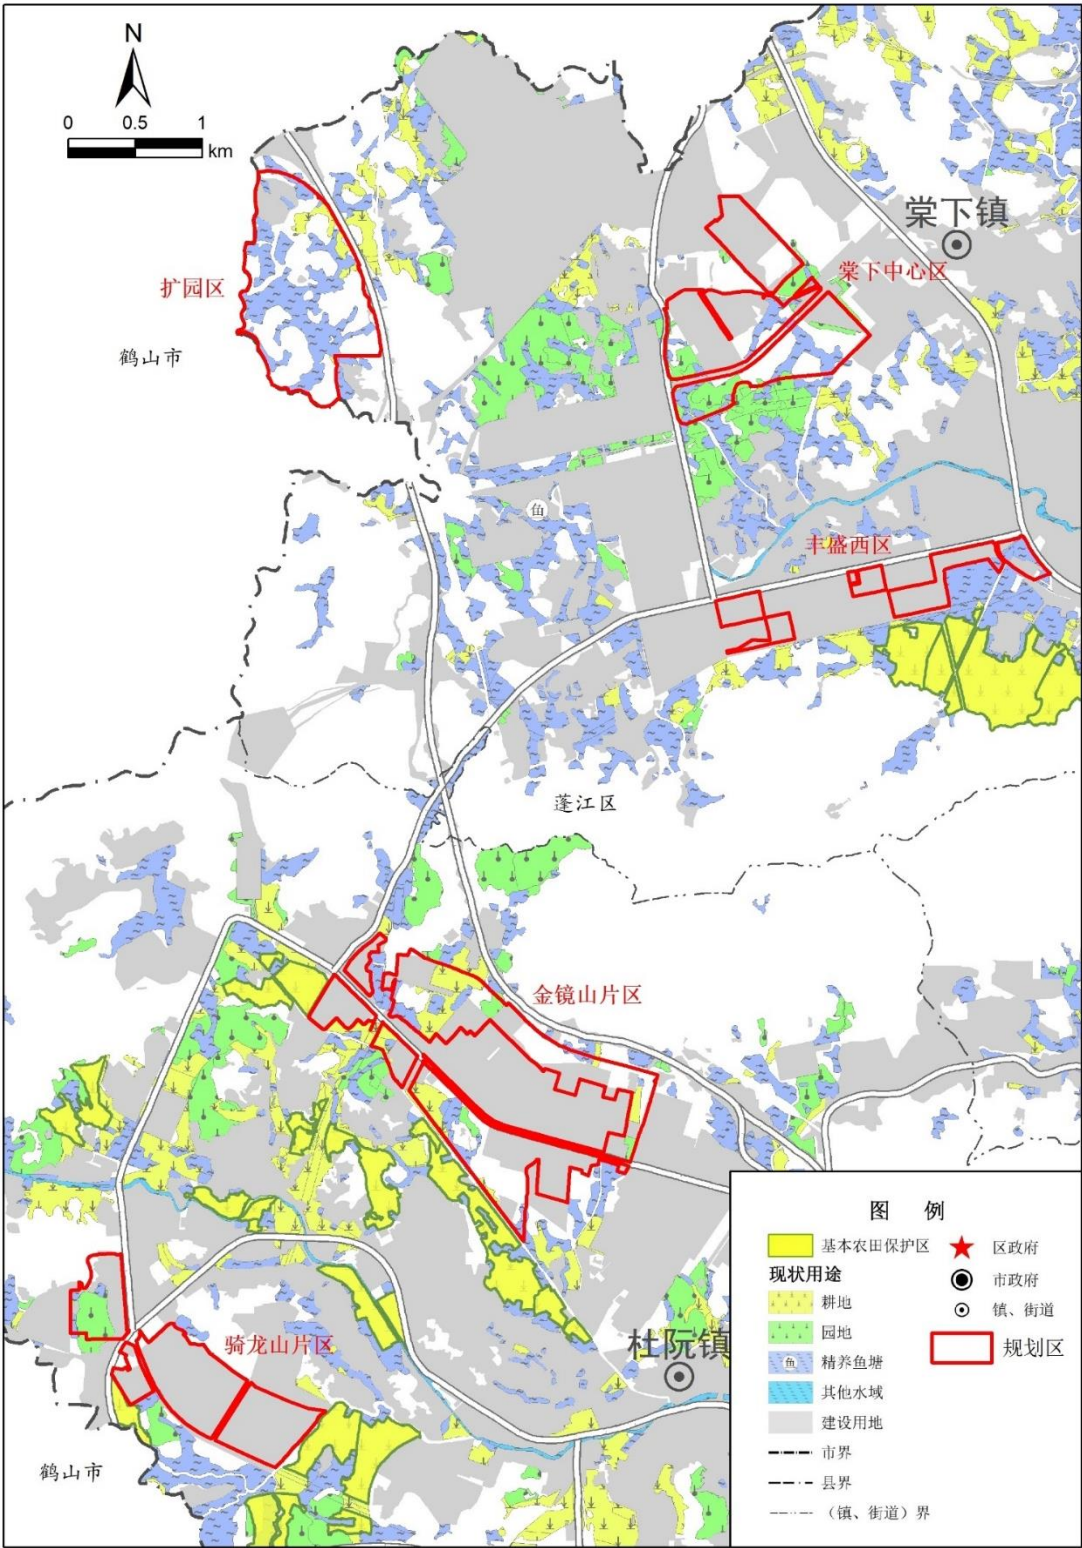 N
0 0.5 1
km
棠下镇
扩园区
棠下中心区
鹤山市
鱼
丰盛西区
蓬江区
金镜山片区
骑龙山片区
杜阮镇
鹤山市
图 例
基本农田保护区
区政府
现状用途
市政府
耕地
镇、街道
园地
规划区
鱼
精养鱼塘
其他水域
建设用地
市界
县界
（镇、街道）界